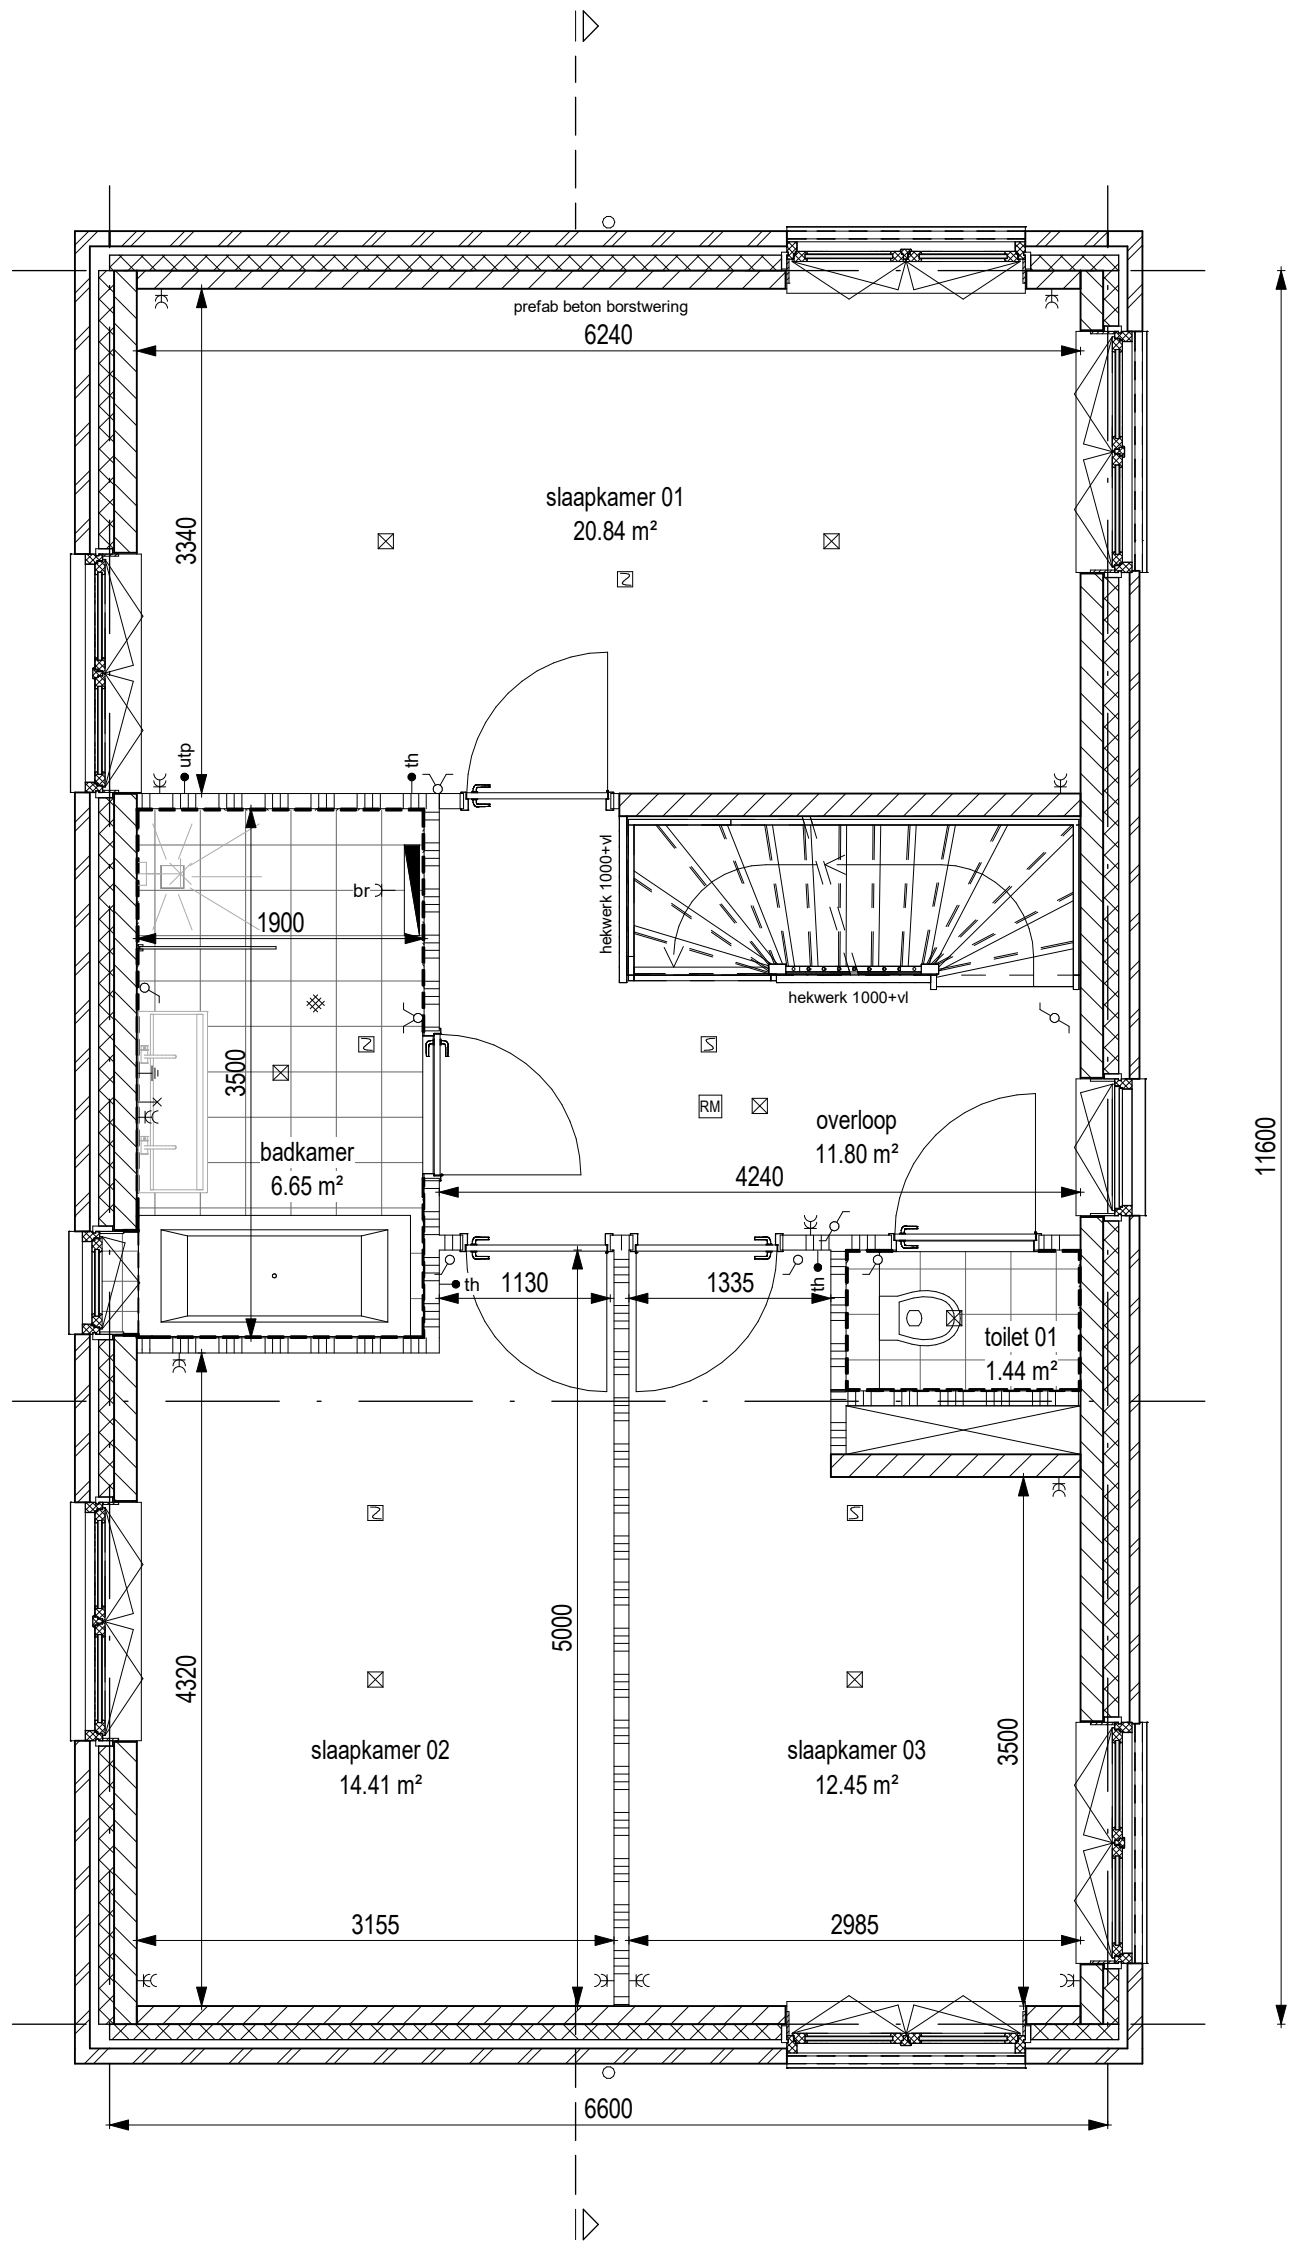 prefab beton borstwering
6240
slaapkamer 01
20.84 m²
3340
utp
th
hekwerk 1000+vl
br
1900
hekwerk 1000+vl
3500
RM
overloop
11.80 m²
badkamer
6.65 m²
4240
11600
th
1130
1335
th
toilet 01
1.44 m²
4320
5000
3500
slaapkamer 02
14.41 m²
slaapkamer 03
12.45 m²
3155
2985
6600